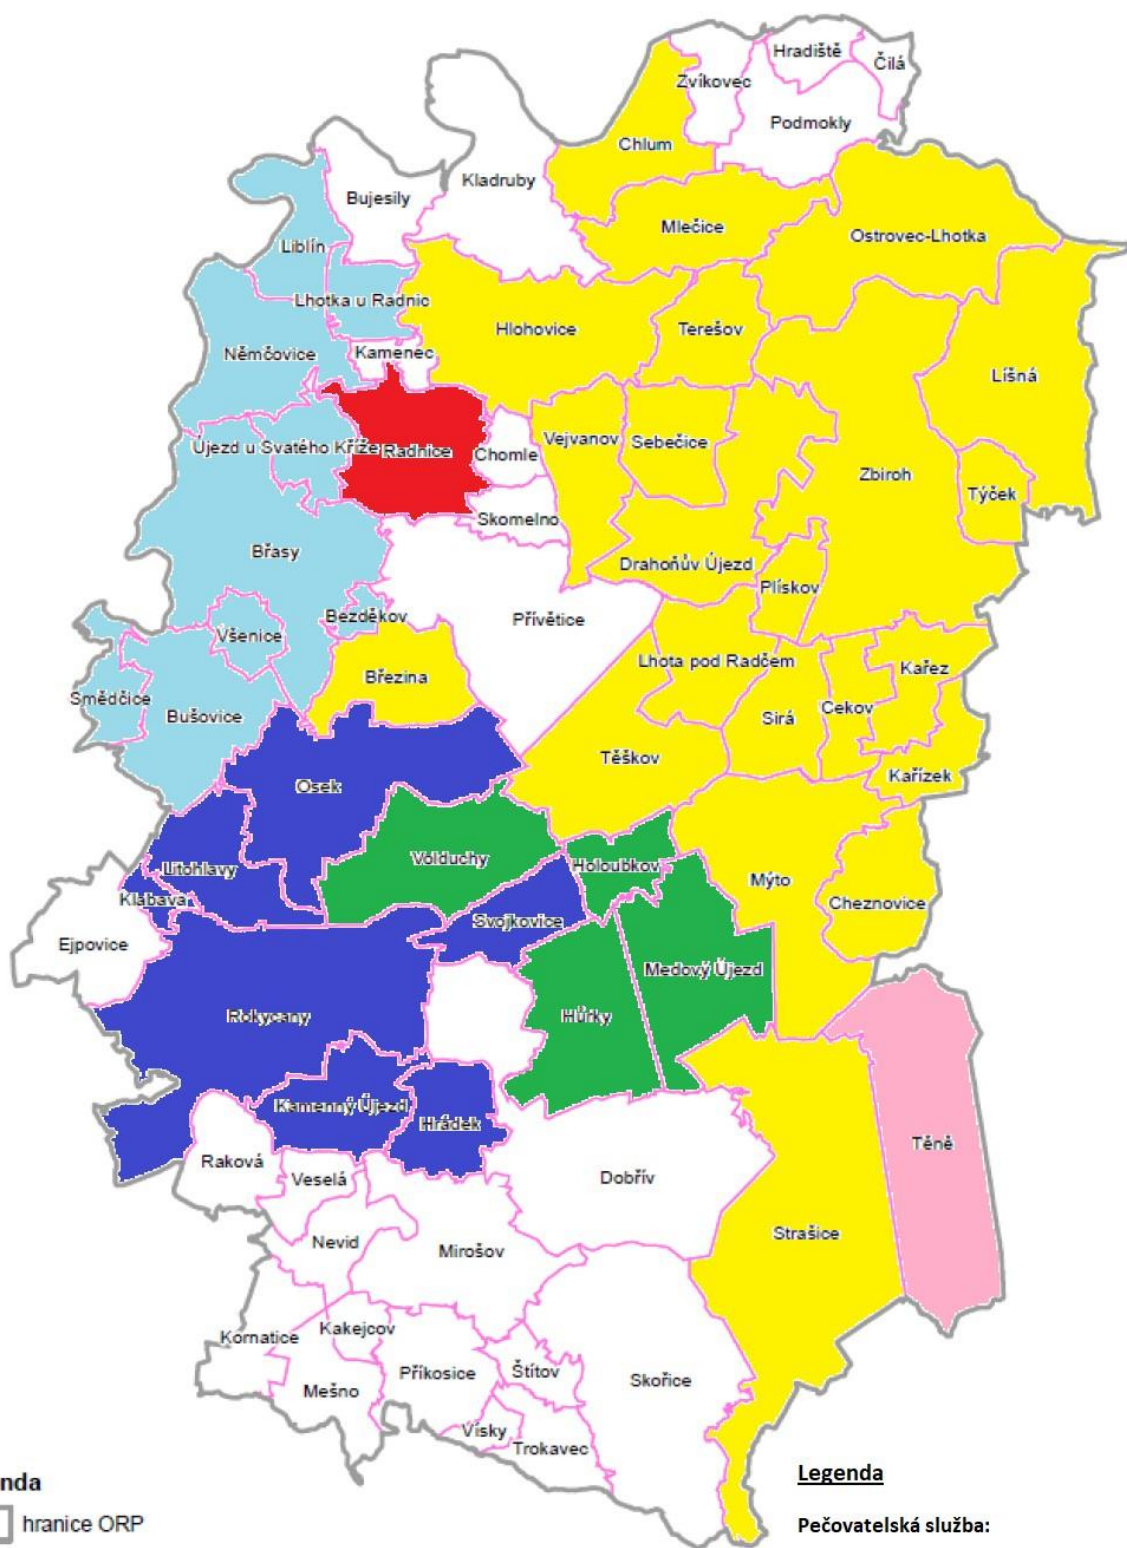 Hradiště
Čilá
Zvíkovec
Podmokly
Chlum
Kladruby
Bujesily
Mlečice
Ostrovec-Lhotka
Liblín
Lhotka u Radnic
Hlohovice
Terešov
Němčovice
Kamenec
Líšná
Újezd u Svatého Kříže
Radnice
Chomle
Vejvanov
Sebečice
Zbiroh
Týček
Skomelno
Břasy
Drahoňův Újezd
Plískov
Bezděkov
Přívětice
Všenice
Lhota pod Radčem
Kařez
Březina
Smědčice
Bušovice
Sirá
Cekov
Těškov
Kařízek
Osek
Volduchy
Holoubkov
Litohlavy
Mýto
Klabava
Cheznovice
Svojkovice
Ejpovice
Medový Újezd
Rokycany
Hůrky
Kamenný Újezd
Hrádek
Těně
Raková
Veselá
Dobřív
Strašice
Nevid
Mirošov
Kornatice
Kakejcov
Příkosice
Štítov
Skořice
Mešno
Vísky
Trokavec
nda
hranice ORP
Legenda
Pečovatelská služba: